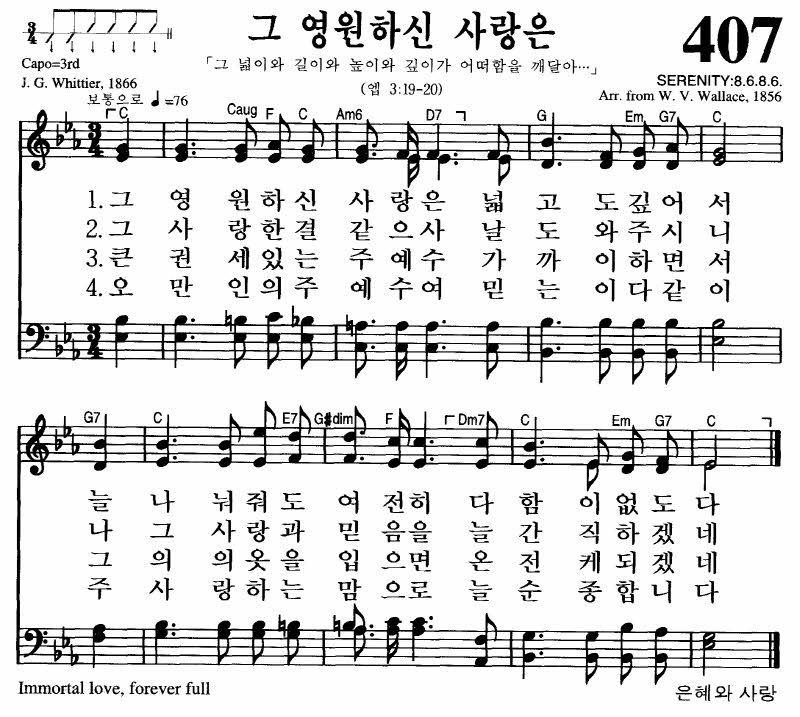 3/4
그 영원하신 사랑은
407
Capo=3rd
「그 넓이와 길이와 높이와 깊이가 어떠함을 깨달아…」
SERENITY:8.6.8.6.
J. G. Whittier, 1866
(엡 3:19-20)
Arr. from W. V. Wallace, 1856
보통으로 ♩=76
C Caug F C Am6 D7 G Em G7 C
1. 그 영 원하신 사 랑은 넓 고 도깊어 서
2. 그 사 랑한결 같 으사 날 도 와주시 니
3. 큰 권 세있는 주 예수 가 까 이하면 서
4. 오 만 인의주 예 수여 믿 는 이다같 이
G7 C E7 G#dim F Dm7 C Em G7 C
늘 나 눠줘도 여 전히 다 함 이없도 다
나 그 사랑과 믿 음을 늘 간 직하겠 네
그 의 의옷을 입 으면 온 전 케되겠 네
주 사 랑하는 맘 으로 늘 순 종합니 다
Immortal love, forever full
은혜와 사랑